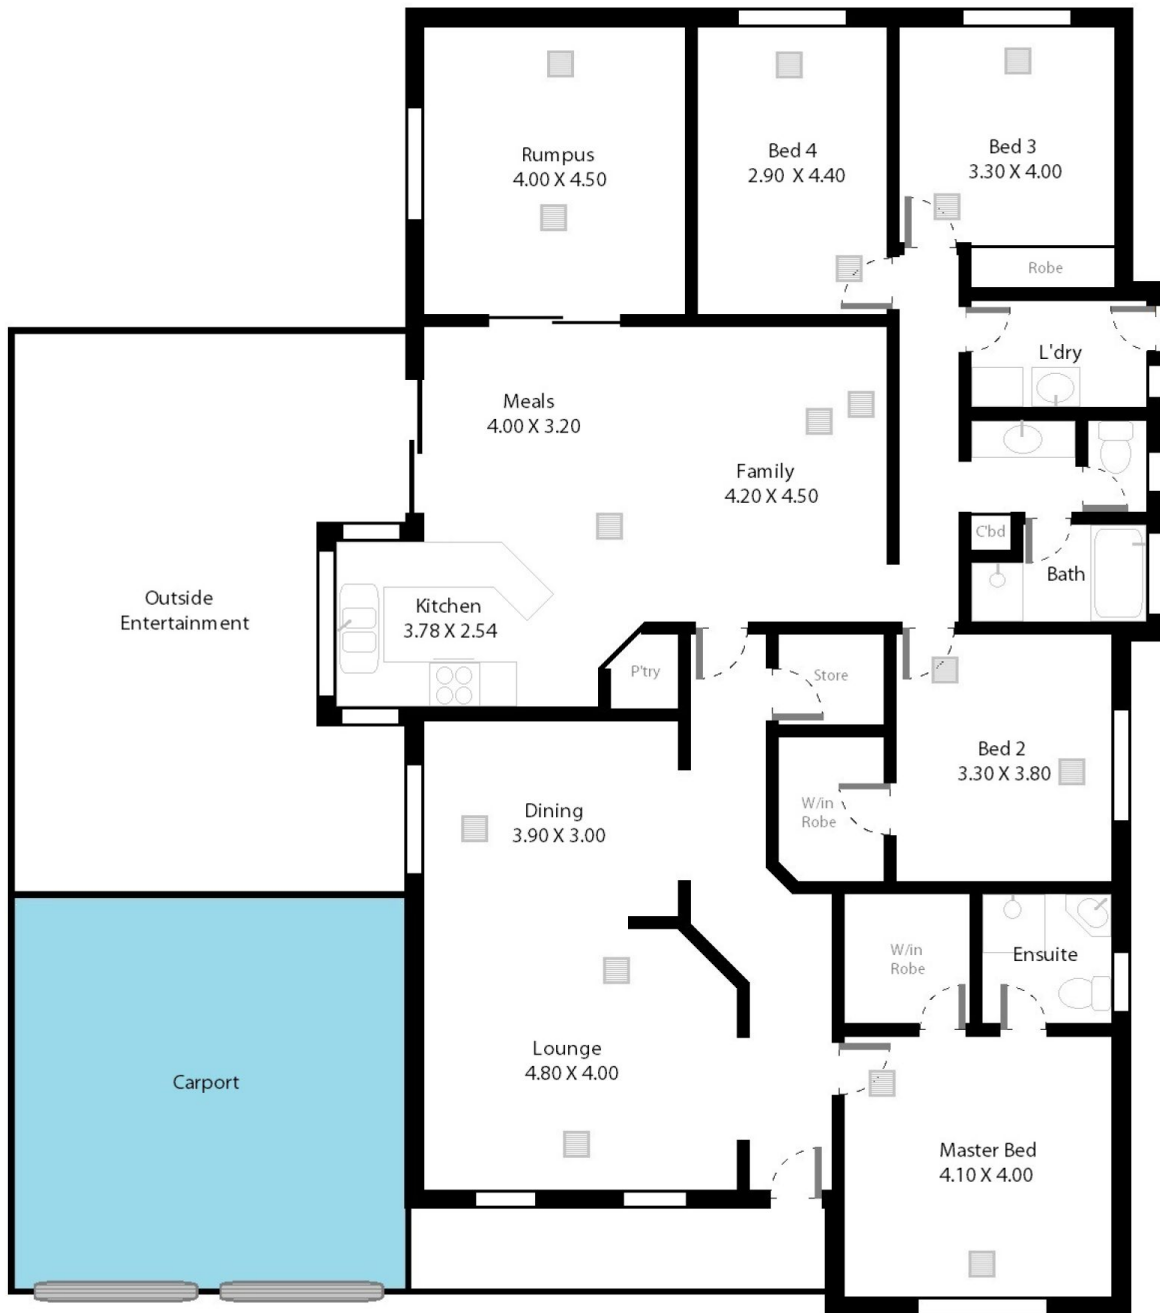 Rumpus
4.00 X 4.50
Bed 4
2.90 X 4.40
Bed 3
3.30 X 4.00
Robe
L'dry
Meals
4.00 X 3.20
Family
4.20 X 4.50
C'bd
Bath
Outside
Entertainment
Kitchen
3.78 X 2.54
P'try
Store
Bed 2
3.30 X 3.80
W/in
Robe
Dining
3.90 X 3.00
W/in
Robe
Ensuite
Lounge
4.80 X 4.00
Carport
Master Bed
4.10 X 4.00